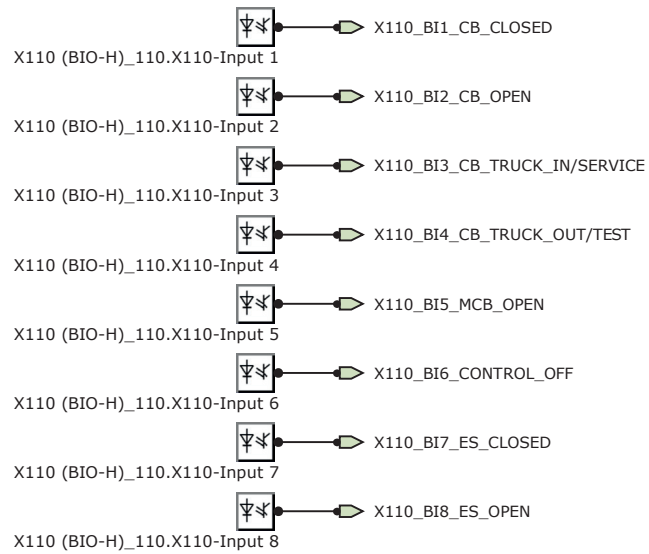 X110_BI1_CB_CLOSED
X110 (BIO-H)_110.X110-Input 1
X110_BI2_CB_OPEN
X110 (BIO-H)_110.X110-Input 2
X110_BI3_CB_TRUCK_IN/SERVICE
X110 (BIO-H)_110.X110-Input 3
X110_BI4_CB_TRUCK_OUT/TEST
X110 (BIO-H)_110.X110-Input 4
X110_BI5_MCB_OPEN
X110 (BIO-H)_110.X110-Input 5
X110_BI6_CONTROL_OFF
X110 (BIO-H)_110.X110-Input 6
X110_BI7_ES_CLOSED
X110 (BIO-H)_110.X110-Input 7
X110_BI8_ES_OPEN
X110 (BIO-H)_110.X110-Input 8